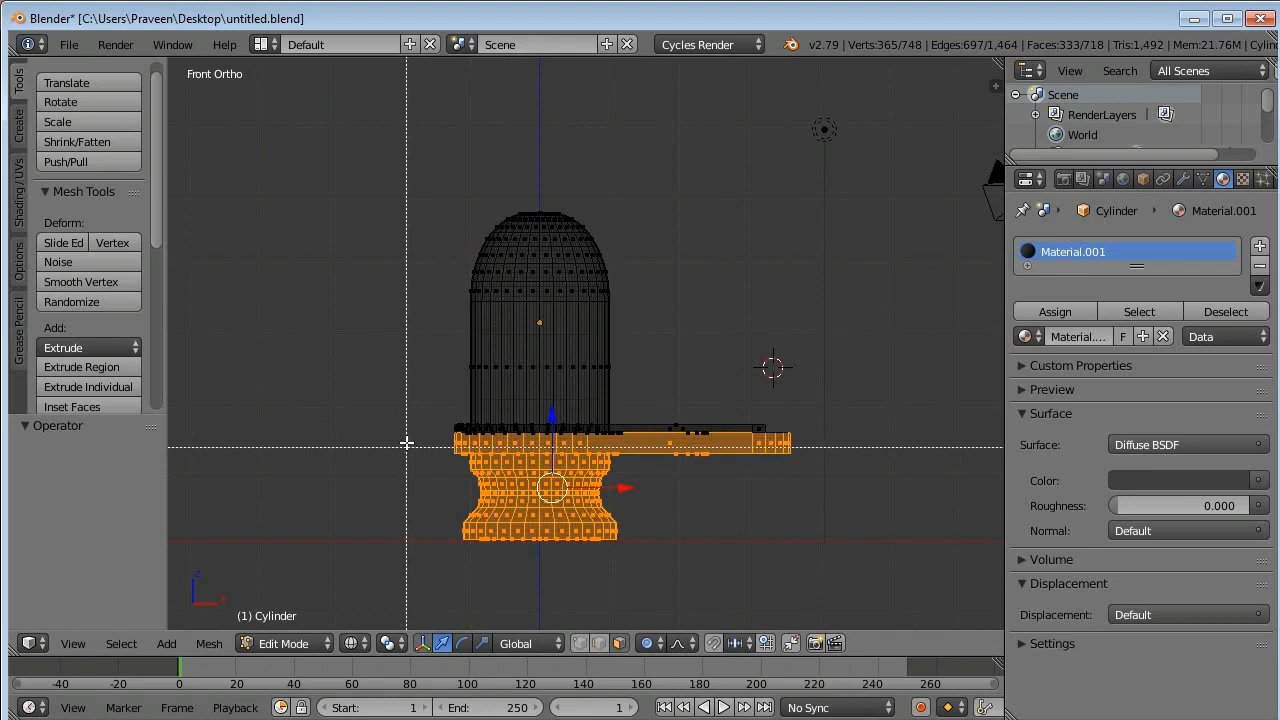 Blender* [C:\Users\Praveen\Desktop\untitled.blend]
File Render Window Help Default Scene Cycles Render v2.79 | Verts:365/748 | Edges:697/1,464 | Faces:333/718 | Tris:1,492 | Mem:21.76M |
View Search All Scenes
Scene
RenderLayers
World
Tools
Create
Shading / UVs
Options
Grease Pencil
Translate
Rotate
Scale
Shrink/Fatten
Push/Pull
Mesh Tools
Deform:
Slide Ed Vertex
Noise
Smooth Vertex
Randomize
Add:
Extrude
Extrude Region
Extrude Individual
Inset Faces
Operator
Front Ortho
z
x
(1) Cylinder
Cylinder Material.001
Material.001
Assign Select Deselect
Material.... F Data
Custom Properties
Preview
Surface
Surface: Diffuse BSDF
Color:
Roughness: 0.000
Normal: Default
Volume
Displacement
Displacement: Default
Settings
View Select Add Mesh Edit Mode Global
-40 -20 0 20 40 60 80 100 120 140 160 180 200 220 240 260
View Marker Frame Playback Start: 1 End: 250 1 No Sync